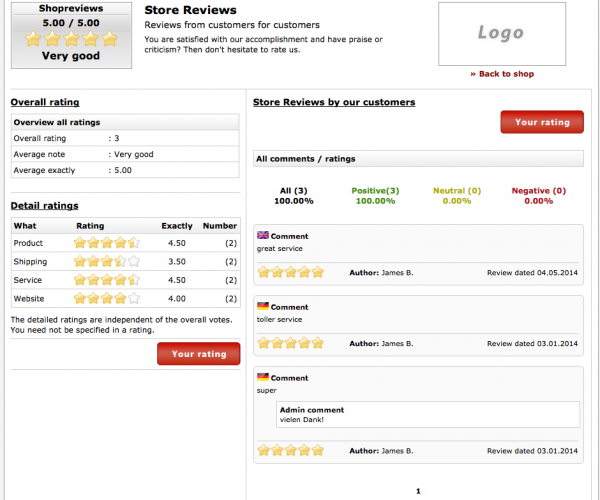 Shopreviews
5.00 / 5.00
Very good
Store Reviews
Reviews from customers for customers
You are satisfied with our accomplishment and have praise or
criticism? Then don't hesitate to rate us.
Logo
» Back to shop
Overall rating
Overview all ratings
Overall rating : 3
Average note : Very good
Average exactly : 5.00
Detail ratings
What Rating Exactly Number
Product 4.50 (2)
Shipping 3.50 (2)
Service 4.50 (2)
Website 4.00 (2)
The detailed ratings are independent of the overall votes.
You need not be specified in a rating.
Your rating
Store Reviews by our customers
Your rating
All comments / ratings
All (3) Positive(3) Neutral (0) Negative (0)
100.00% 100.00% 0.00% 0.00%
Comment
great service
Author: James B. Review dated 04.05.2014
Comment
toller service
Author: James B. Review dated 03.01.2014
Comment
super
Admin comment
vielen Dank!
Author: James B. Review dated 03.01.2014
1